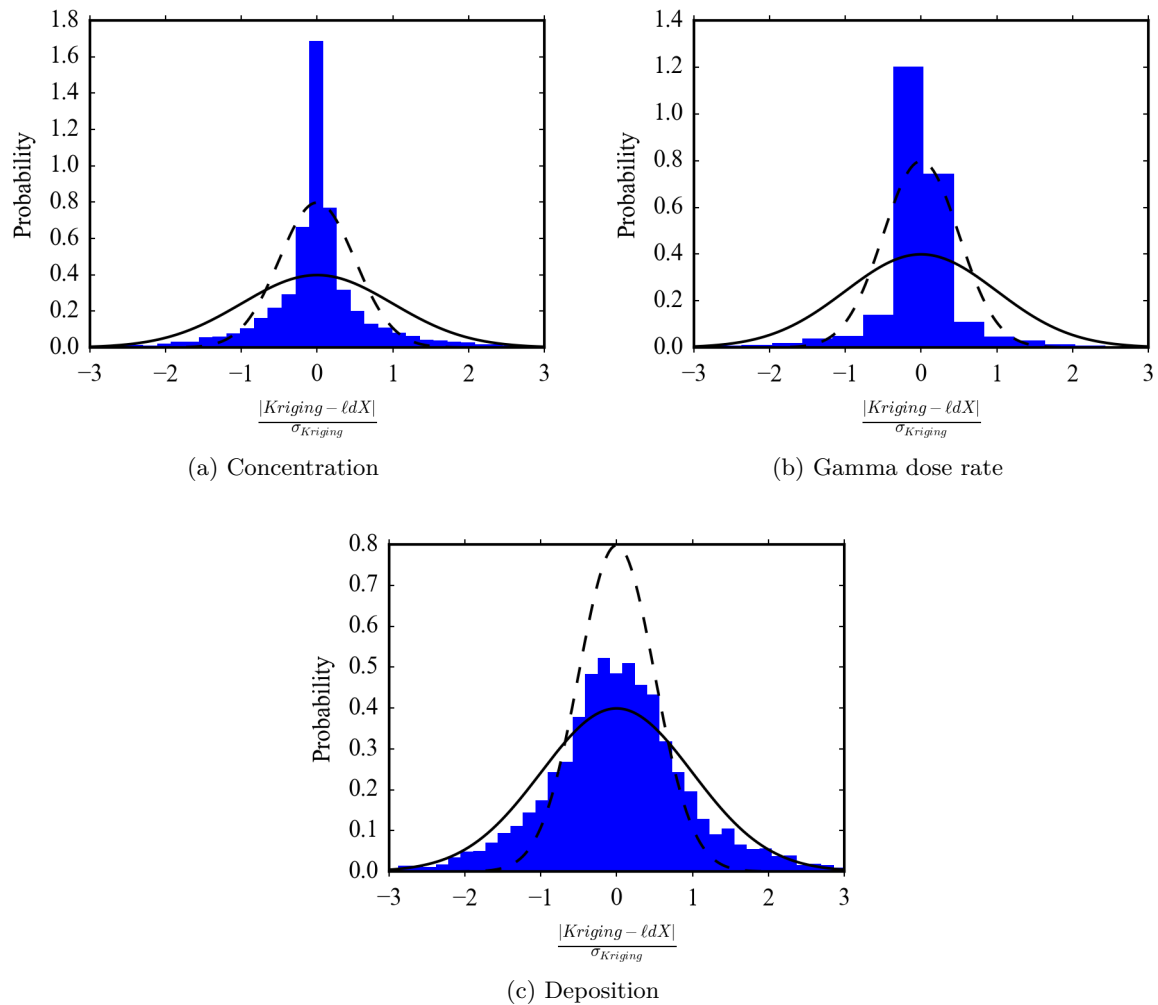 1.8
1.6
1.4
1.2
1.0
0.8
0.6
0.4
0.2
0.0
Probability
−3 −2 −1 0 1 2 3
|Kriging − ℓdX|
σKriging
(a) Concentration
1.4
1.2
1.0
0.8
0.6
0.4
0.2
0.0
Probability
−3 −2 −1 0 1 2 3
|Kriging − ℓdX|
σKriging
(b) Gamma dose rate
0.8
0.7
0.6
0.5
0.4
0.3
0.2
0.1
0.0
Probability
−3 −2 −1 0 1 2 3
|Kriging − ℓdX|
σKriging
(c) Deposition